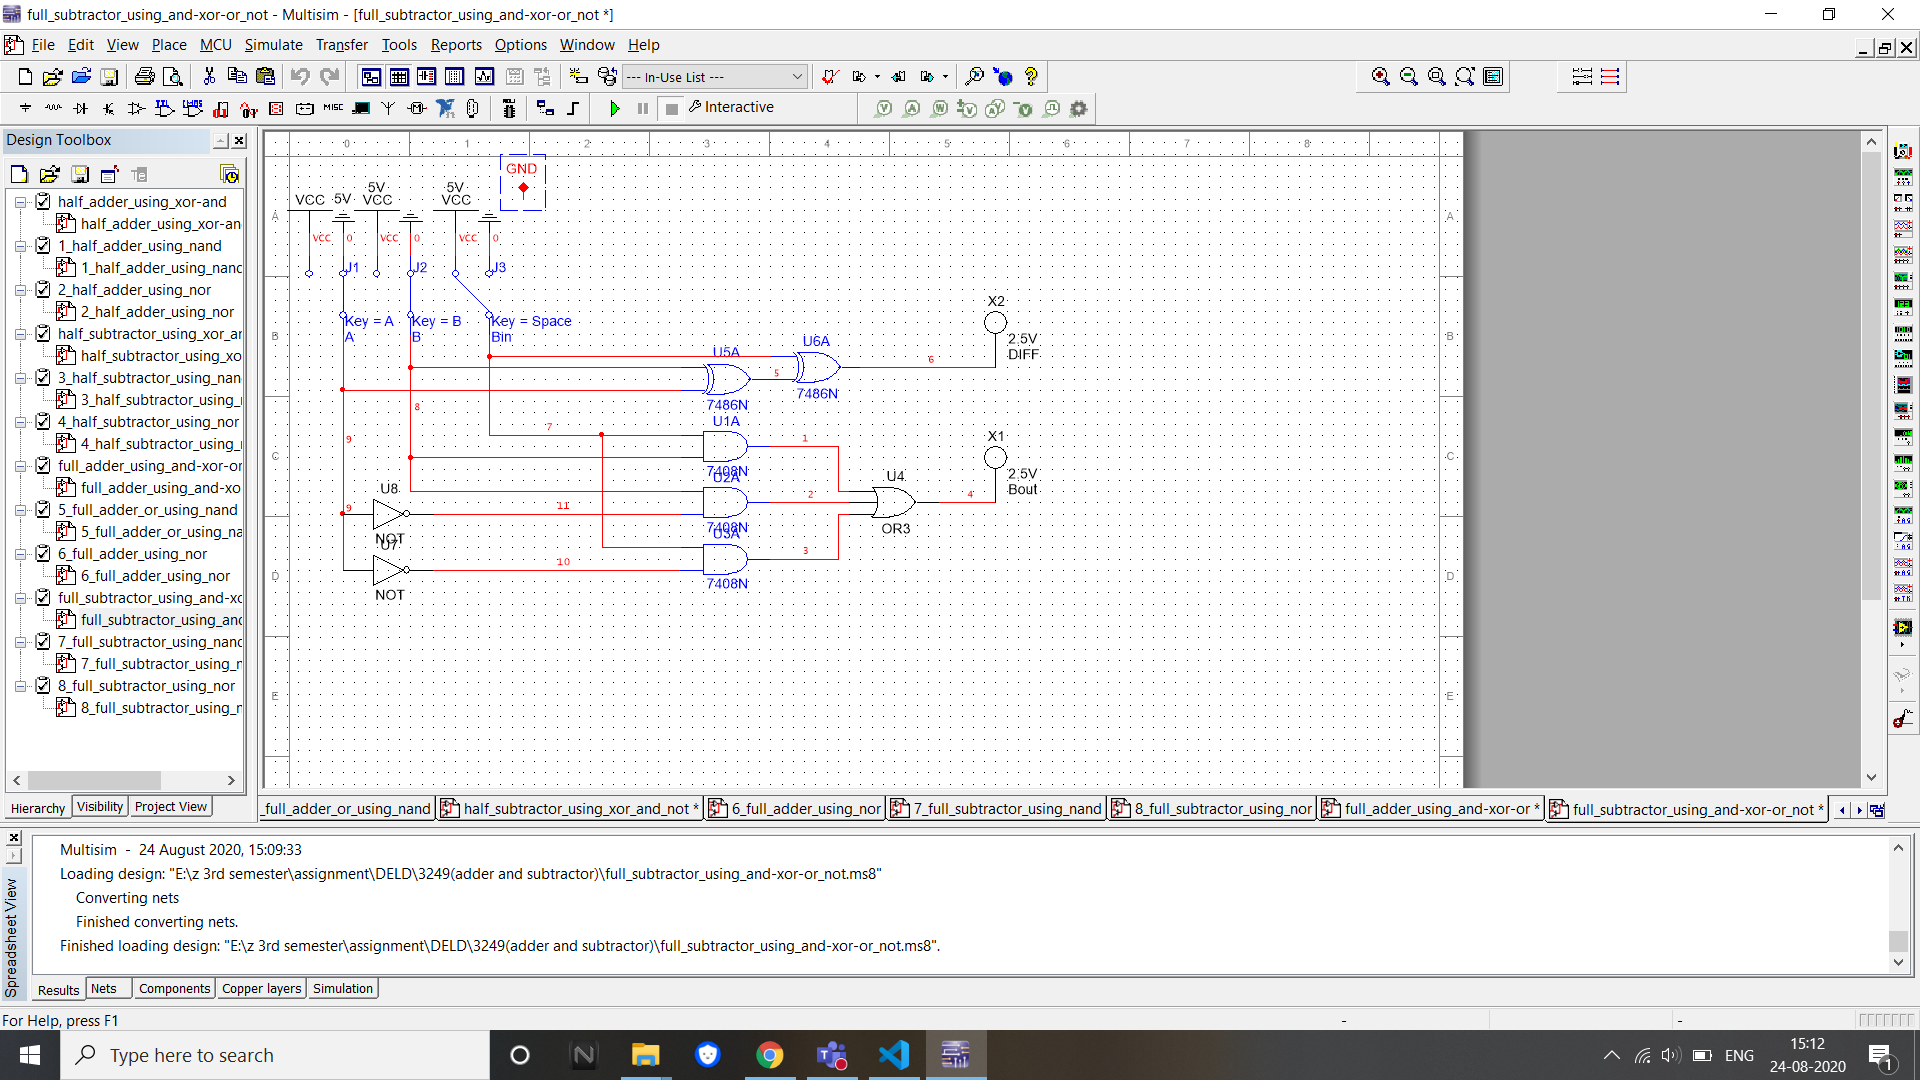 full_subtractor_using_and-xor-or_not - Multisim - [full_subtractor_using_and-xor-or_not *]
File Edit View Place MCU Simulate Transfer Tools Reports Options Window Help
--- In-Use List ---
MISC
Interactive
Design Toolbox
half_adder_using_xor-and
half_adder_using_xor-an
1_half_adder_using_nand
1_half_adder_using_nand
2_half_adder_using_nor
2_half_adder_using_nor
half_subtractor_using_xor_ar
half_subtractor_using_xo
3_half_subtractor_using_nan
3_half_subtractor_using_
4_half_subtractor_using_nor
4_half_subtractor_using_
full_adder_using_and-xor-or
full_adder_using_and-xo
5_full_adder_or_using_nand
5_full_adder_or_using_na
6_full_adder_using_nor
6_full_adder_using_nor
full_subtractor_using_and-xo
full_subtractor_using_and
7_full_subtractor_using_nand
7_full_subtractor_using_n
8_full_subtractor_using_nor
8_full_subtractor_using_n
Hierarchy Visibility Project View
0 1 2 3 4 5 6 7 8
A A
B B
C C
D D
E E
GND
VCC 5V
5V
VCC
5V
VCC
VCC 0 VCC 0 VCC 0
J1 J2 J3
Key = A Key = B Key = Space
A B Bin
U5A
7486N
U6A
7486N
5
6
X2
2.5V
DIFF
8
9
7
U1A
7408N
1
U2A
7408N
2
U3A
7408N
3
U8
NOT
9
11
U7
NOT
10
U4
OR3
4
X1
2.5V
Bout
full_adder_or_using_nand half_subtractor_using_xor_and_not * 6_full_adder_using_nor 7_full_subtractor_using_nand 8_full_subtractor_using_nor full_adder_using_and-xor-or * full_subtractor_using_and-xor-or_not *
Spreadsheet View
Multisim - 24 August 2020, 15:09:33
Loading design: "E:\z 3rd semester\assignment\DELD\3249(adder and subtractor)\full_subtractor_using_and-xor-or_not.ms8"
Converting nets
Finished converting nets.
Finished loading design: "E:\z 3rd semester\assignment\DELD\3249(adder and subtractor)\full_subtractor_using_and-xor-or_not.ms8".
Results Nets Components Copper layers Simulation
For Help, press F1
- -
Type here to search
ENG
15:12
24-08-2020
1